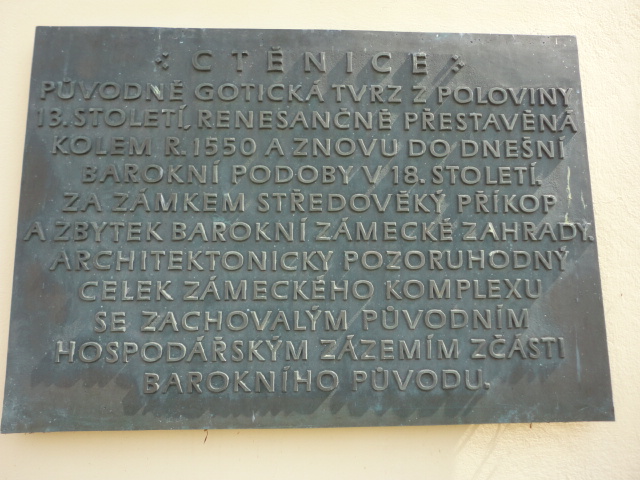 : CTĚNICE :
PŮVODNĚ GOTICKÁ TVRZ Z POLOVINY
13. STOLETÍ, RENESANČNĚ PŘESTAVĚNÁ
KOLEM R. 1550 A ZNOVU DO DNEŠNÍ
BAROKNÍ PODOBY V 18. STOLETÍ.
ZA ZÁMKEM STŘEDOVĚKÝ PŘÍKOP
A ZBYTEK BAROKNÍ ZÁMECKÉ ZAHRADY.
ARCHITEKTONICKY POZORUHODNÝ
CELEK ZÁMECKÉHO KOMPLEXU
SE ZACHOVALÝM PŮVODNÍM
HOSPODÁŘSKÝM ZÁZEMÍM ZČÁSTI
BAROKNÍHO PŮVODU.